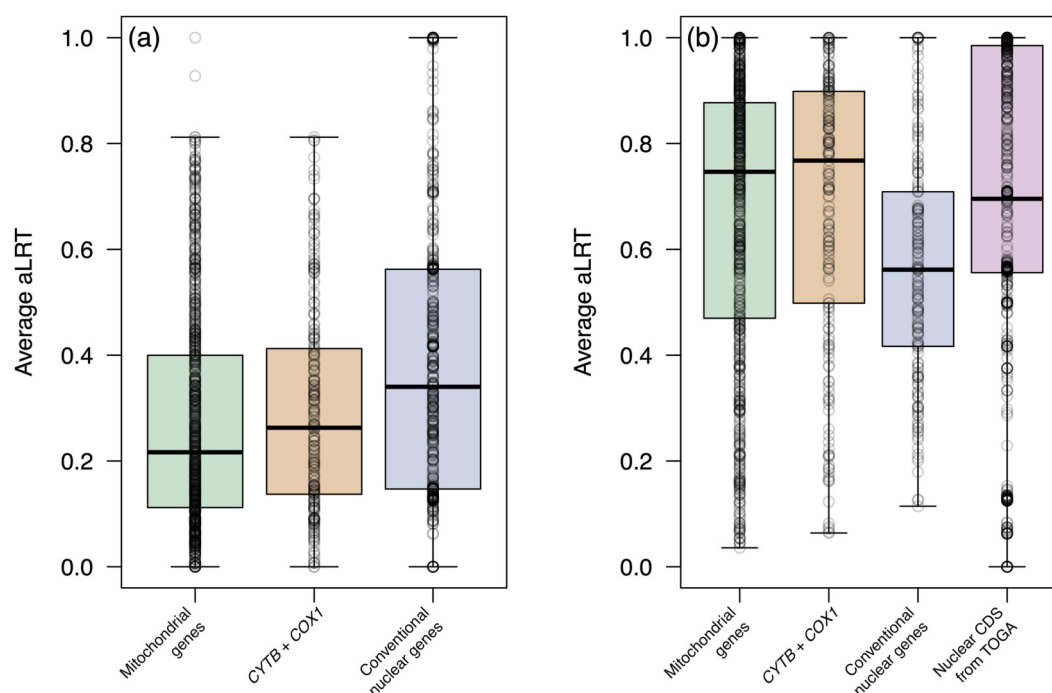 (a)
Average aLRT
1.0
0.8
0.6
0.4
0.2
0.0
Mitochondrial
genes
CYTB + COX1
Conventional
nuclear genes
(b)
Average aLRT
1.0
0.8
0.6
0.4
0.2
0.0
Mitochondrial
genes
CYTB + COX1
Conventional
nuclear genes
Nuclear CDS
from TOGA